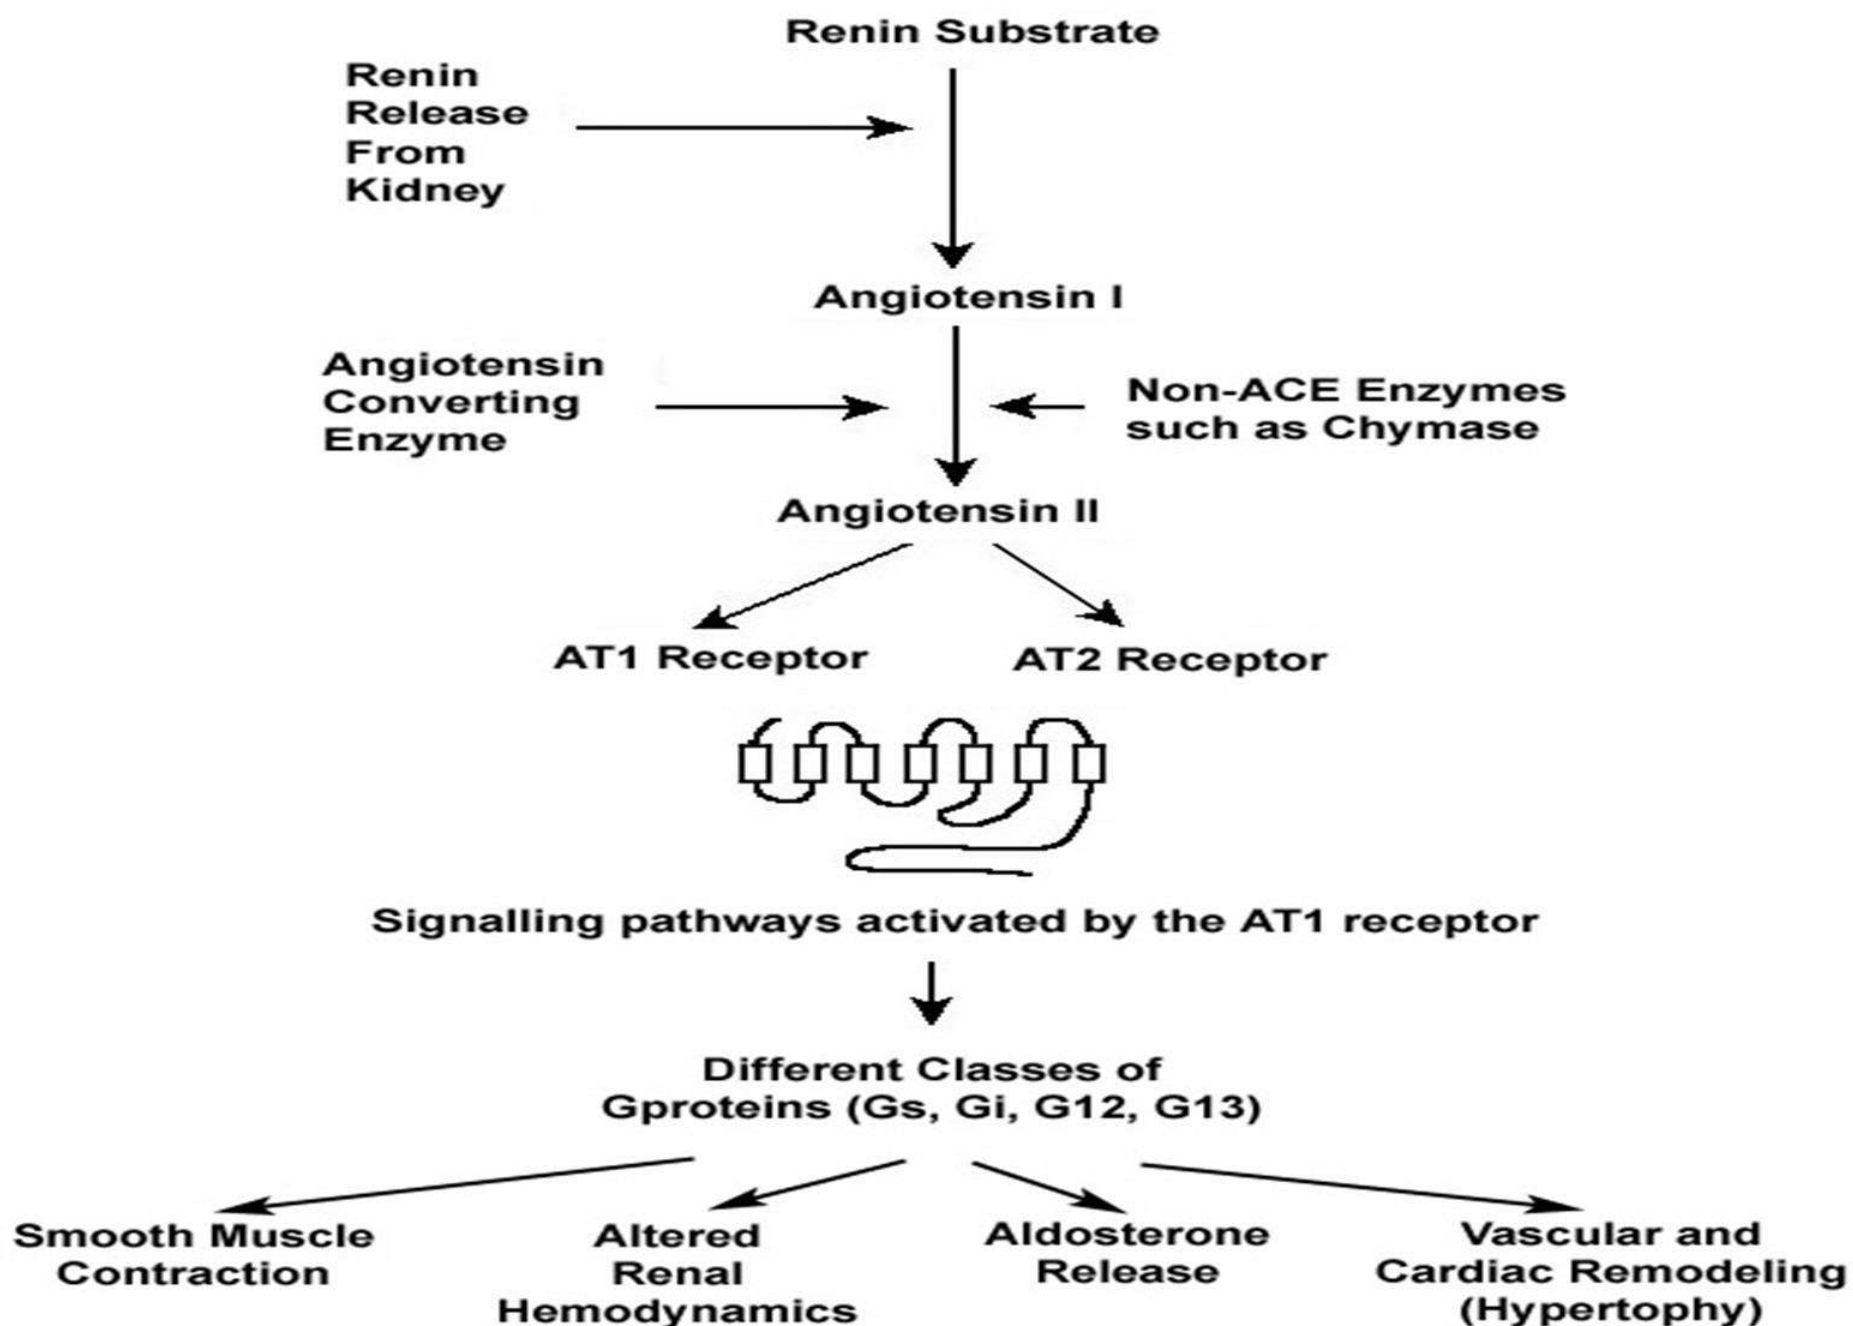 Renin Substrate
Renin
Release
From
Kidney
Angiotensin I
Angiotensin
Converting
Enzyme
Non-ACE Enzymes
such as Chymase
Angiotensin II
AT1 Receptor
AT2 Receptor
Signalling pathways activated by the AT1 receptor
Different Classes of
Gproteins (Gs, Gi, G12, G13)
Smooth Muscle
Contraction
Altered
Renal
Hemodynamics
Aldosterone
Release
Vascular and
Cardiac Remodeling
(Hypertophy)